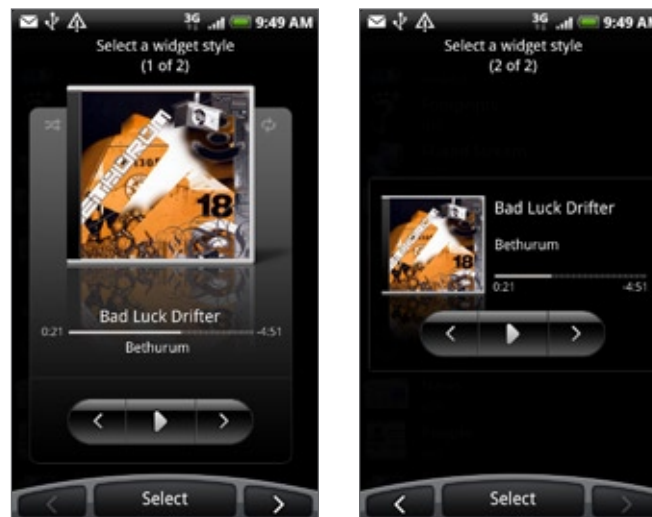 3G 9:49 AM
Select a widget style
(1 of 2)
18
0:21
Bad Luck Drifter
-4:51
Bethurum
Select
3G 9:49 AM
Select a widget style
(2 of 2)
18
Bad Luck Drifter
Bethurum
0:21
-4:51
Select